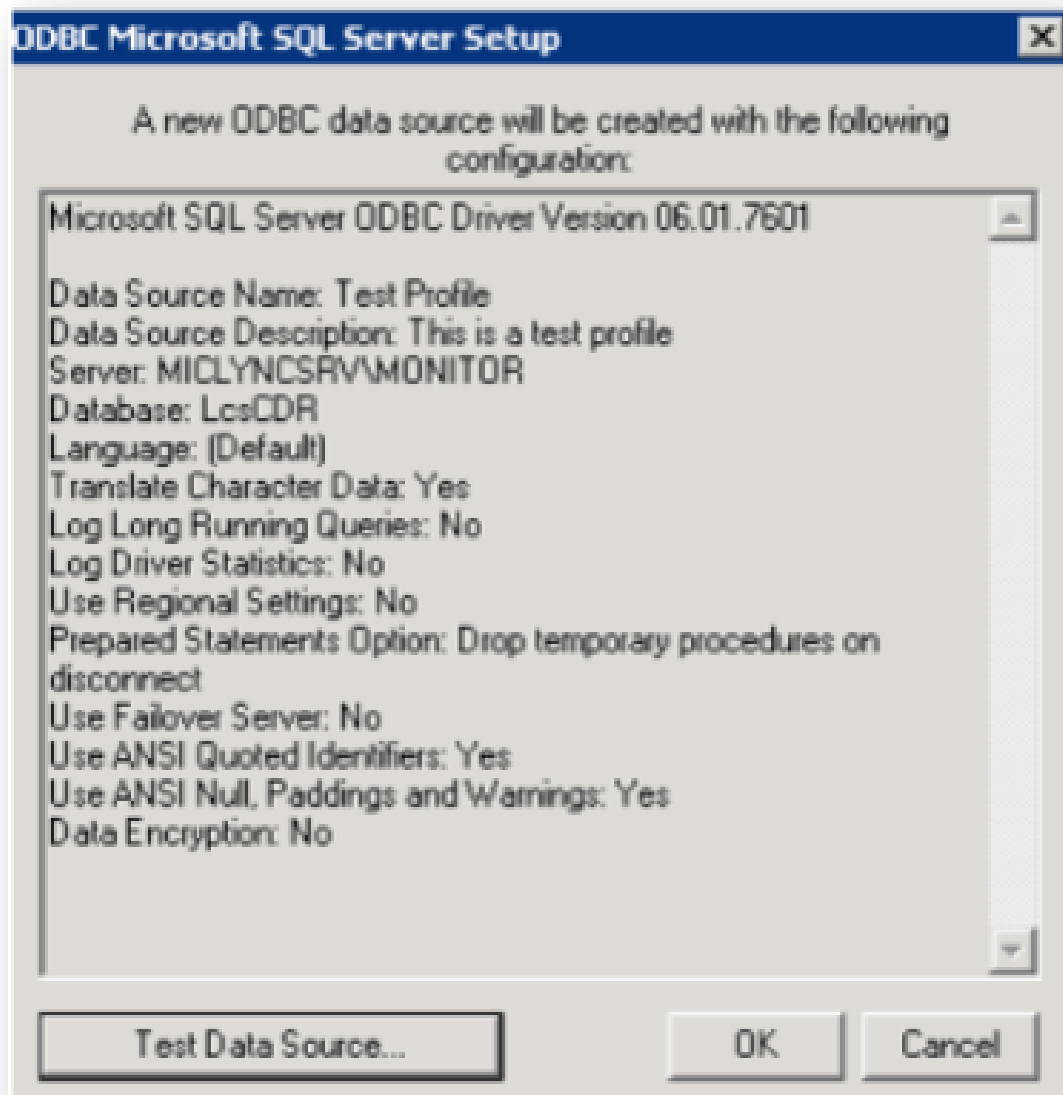 ODBC Microsoft SQL Server Setup
A new ODBC data source will be created with the following
configuration:
Microsoft SQL Server ODBC Driver Version 06.01.7601
Data Source Name: Test Profile
Data Source Description: This is a test profile
Server: MICLYNCSRV\MONITOR
Database: LcsCDR
Language: (Default)
Translate Character Data: Yes
Log Long Running Queries: No
Log Driver Statistics: No
Use Regional Settings: No
Prepared Statements Option: Drop temporary procedures on
disconnect
Use Failover Server: No
Use ANSI Quoted Identifiers: Yes
Use ANSI Null, Paddings and Warnings: Yes
Data Encryption: No
Test Data Source...
OK
Cancel